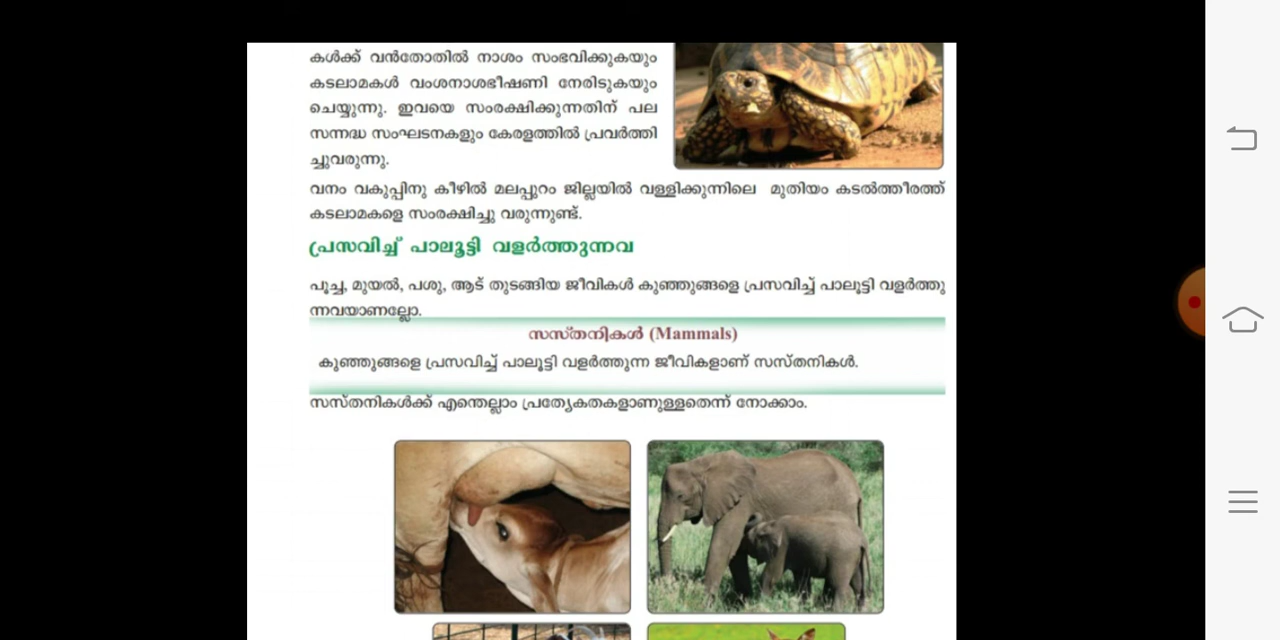 കൾക്ക് വൻതോതിൽ നാശം സംഭവിക്കുകയും
കടലാമകൾ വംശനാശഭീഷണി നേരിടുകയും
ചെയ്യുന്നു. ഇവയെ സംരക്ഷിക്കുന്നതിന് പല
സന്നദ്ധ സംഘടനകളും കേരളത്തിൽ പ്രവർത്തി
ച്ചുവരുന്നു.
വനം വകുപ്പിനു കീഴിൽ മലപ്പുറം ജില്ലയിൽ വള്ളിക്കുന്നിലെ മുതിയം കടൽത്തീരത്ത്
കടലാമകളെ സംരക്ഷിച്ചു വരുന്നുണ്ട്.
പ്രസവിച്ച് പാലൂട്ടി വളർത്തുന്നവ
പൂച്ച, മുയൽ, പശു, ആട് തുടങ്ങിയ ജീവികൾ കുഞ്ഞുങ്ങളെ പ്രസവിച്ച് പാലൂട്ടി വളർത്തു
ന്നവയാണല്ലോ.
സസ്തനികൾ (Mammals)
കുഞ്ഞുങ്ങളെ പ്രസവിച്ച് പാലൂട്ടി വളർത്തുന്ന ജീവികളാണ് സസ്തനികൾ.
സസ്തനികൾക്ക് എന്തെല്ലാം പ്രത്യേകതകളാണുള്ളതെന്ന് നോക്കാം.